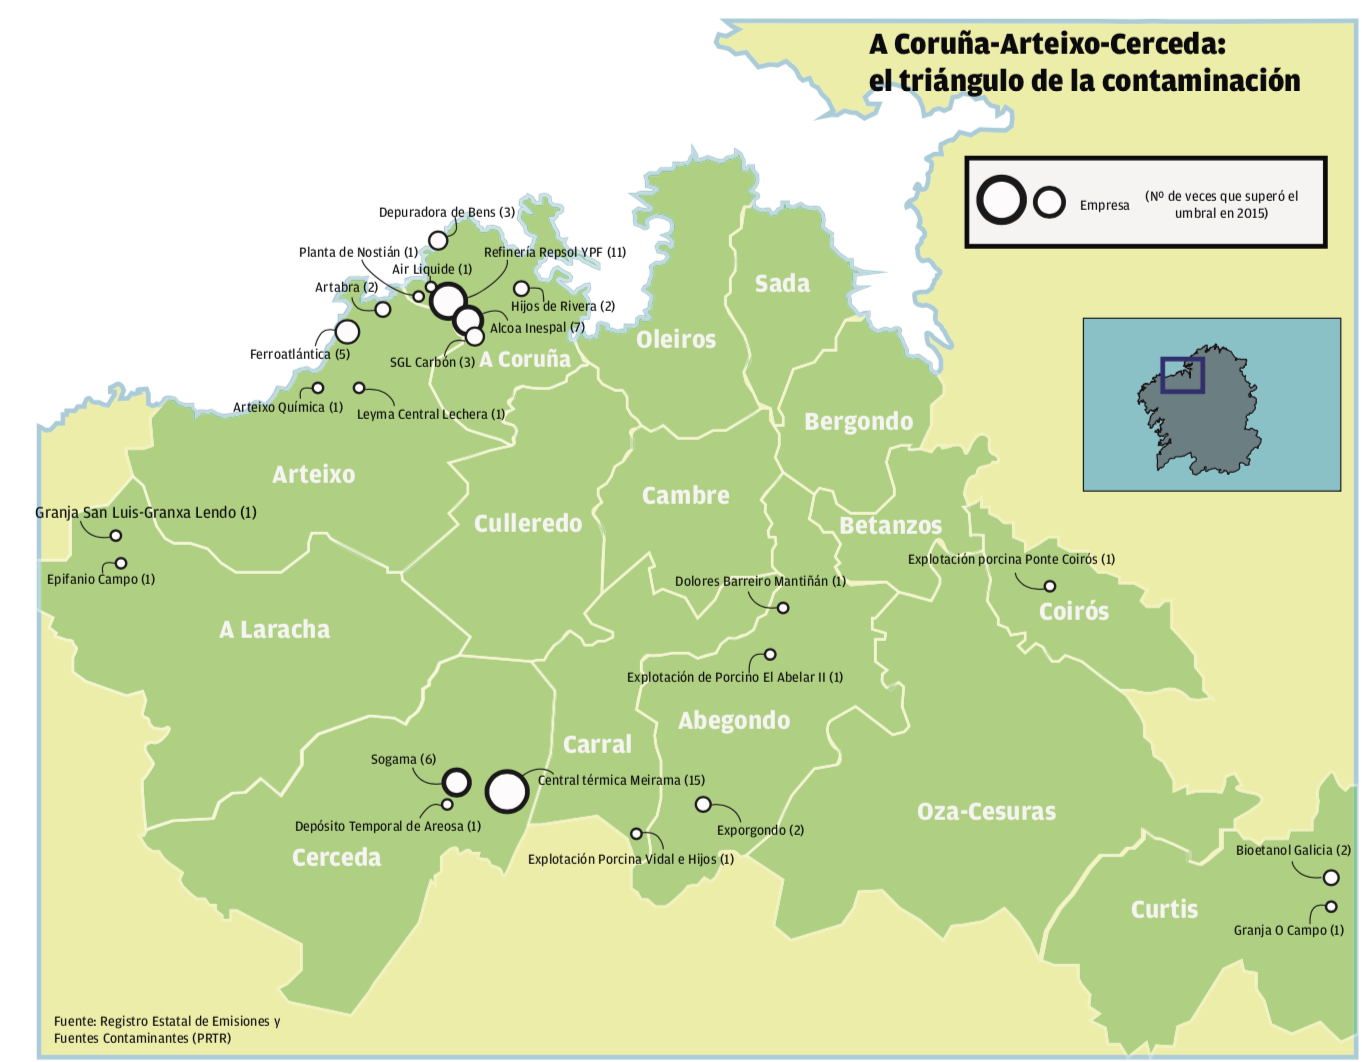 A Coruña-Arteixo-Cerceda:
el triángulo de la contaminación
Empresa
(Nº de veces que superó el
umbral en 2015)
Depuradora de Bens (3)
Planta de Nostián (1)
Refinería Repsol YPF (11)
Air Liquide (1)
Artabra (2)
Hijos de Rivera (2)
Alcoa Inespal (7)
Ferroatlántica (5)
SGL Carbón (3)
A Coruña
Arteixo Química (1)
Leyma Central Lechera (1)
Sada
Oleiros
Bergondo
Arteixo
Cambre
Culleredo
Betanzos
Granja San Luis-Granxa Lendo (1)
Epifanio Campo (1)
Explotación porcina Ponte Coirós (1)
Dolores Barreiro Mantiñán (1)
Coirós
A Laracha
Explotación de Porcino El Abelar II (1)
Abegondo
Carral
Sogama (6)
Central térmica Meirama (15)
Depósito Temporal de Areosa (1)
Exporgondo (2)
Oza-Cesuras
Cerceda
Explotación Porcina Vidal e Hijos (1)
Bioetanol Galicia (2)
Curtis
Granja O Campo (1)
Fuente: Registro Estatal de Emisiones y
Fuentes Contaminantes (PRTR)